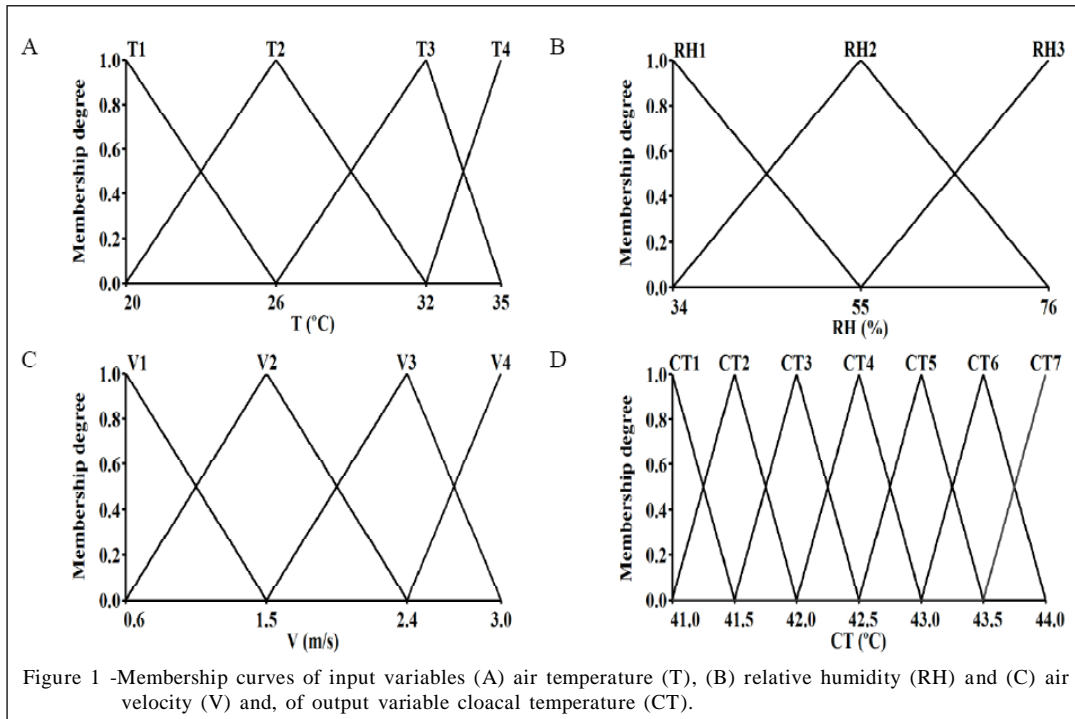 A
T1 T2 T3 T4
Membership degree
1.0
0.8
0.6
0.4
0.2
0.0
20 26 32 35
T (°C)
B
RH1 RH2 RH3
Membership degree
1.0
0.8
0.6
0.4
0.2
0.0
34 55 76
RH (%)
C
V1 V2 V3 V4
Membership degree
1.0
0.8
0.6
0.4
0.2
0.0
0.6 1.5 2.4 3.0
V (m/s)
D
CT1 CT2 CT3 CT4 CT5 CT6 CT7
Membership degree
1.0
0.8
0.6
0.4
0.2
0.0
41.0 41.5 42.0 42.5 43.0 43.5 44.0
CT (°C)
Figure 1 -Membership curves of input variables (A) air temperature (T), (B) relative humidity (RH) and (C) air
velocity (V) and, of output variable cloacal temperature (CT).